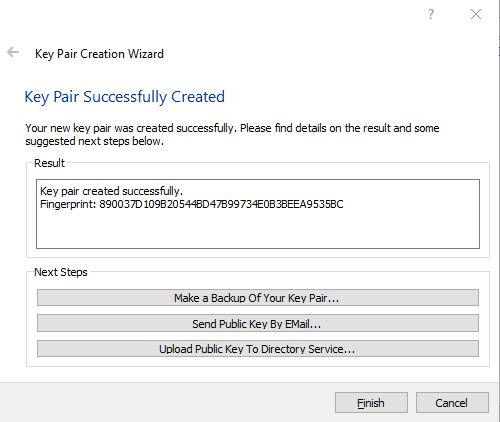 ?
Key Pair Creation Wizard
Key Pair Successfully Created
Your new key pair was created successfully. Please find details on the result and some
suggested next steps below.
Result
Key pair created successfully.
Fingerprint: 890037D109B20544BD47B99734E0B3BEEA9535BC
Next Steps
Make a Backup Of Your Key Pair...
Send Public Key By EMail...
Upload Public Key To Directory Service...
Finish
Cancel